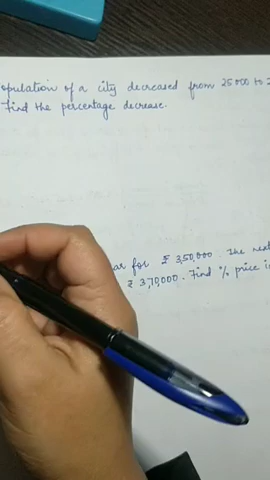 opulation of a city decreased from 25000 to 2
Find the percentage decrease.
ar for ₹ 3,50,000. The next
₹ 3,70,000. Find % price in